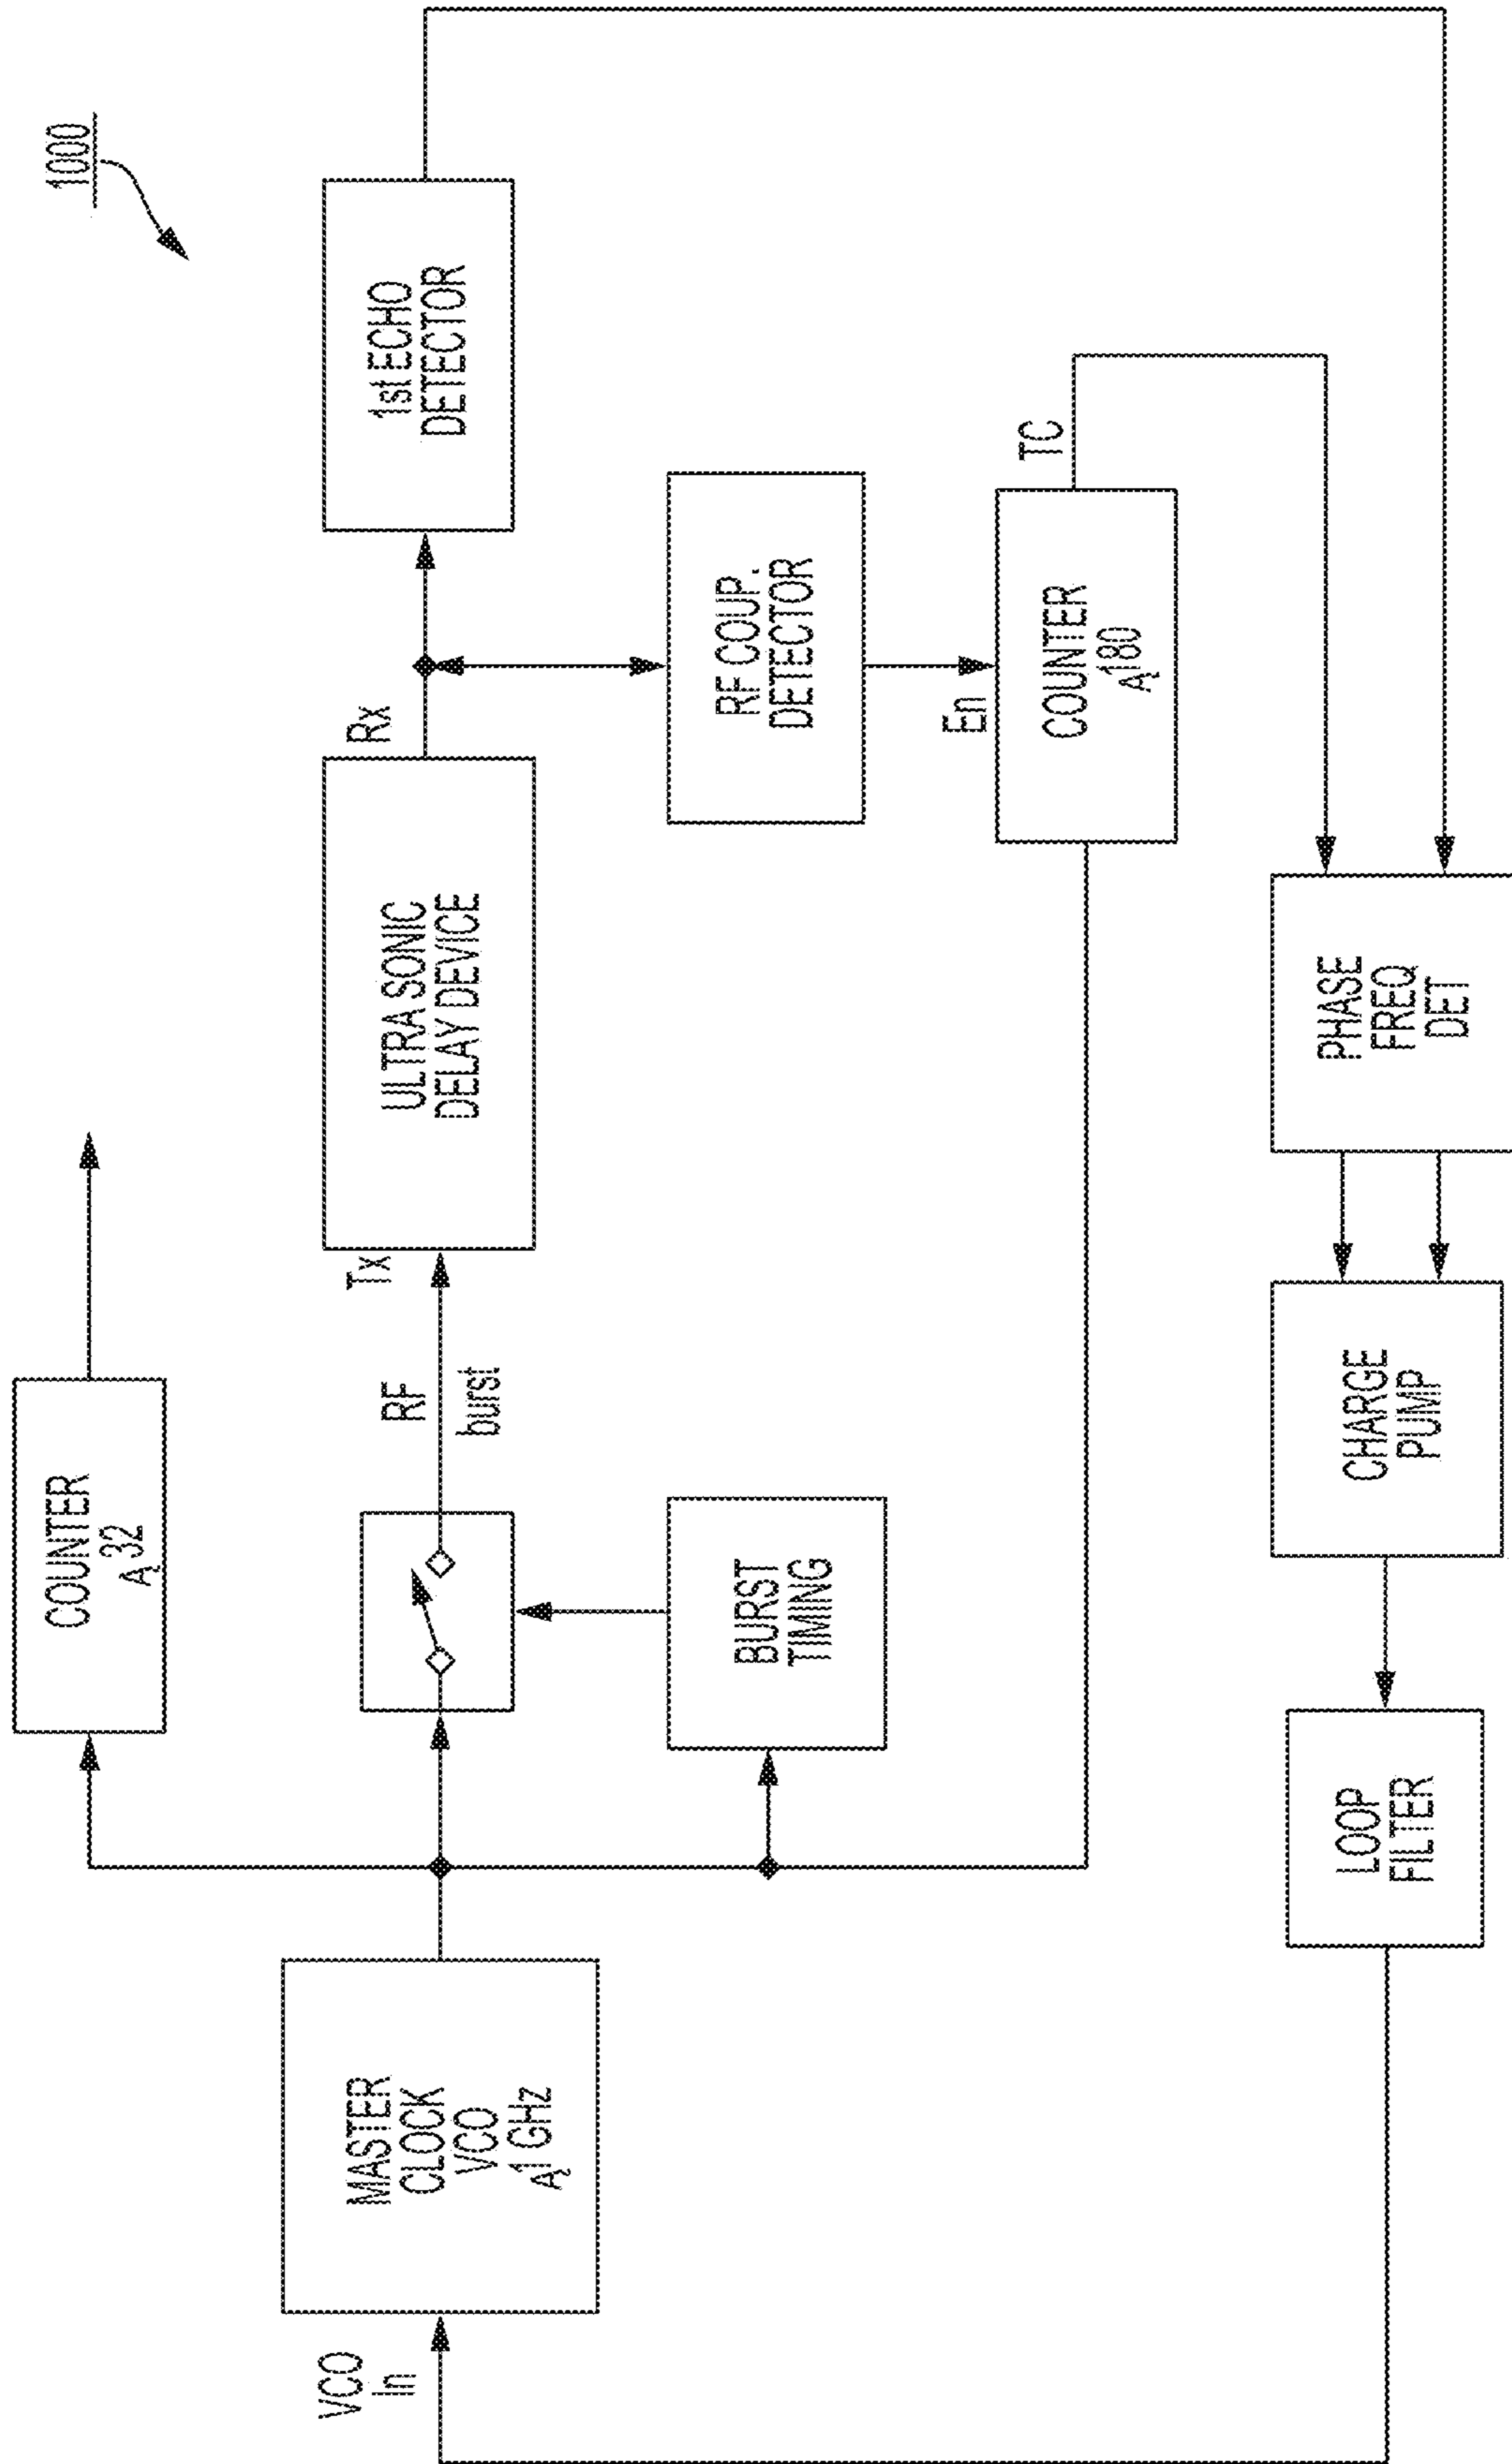 1000
COUNTER
Ą 32
1st ECHO
DETECTOR
VCO
In
MASTER
CLOCK
VCO
Ą 1 GHz
RF
burst
Tx
ULTRA SONIC
DELAY DEVICE
Rx
BURST
TIMING
RF COUP.
DETECTOR
En
COUNTER
Ą 180
TC
LOOP
FILTER
CHARGE
PUMP
PHASE
FREQ
DET